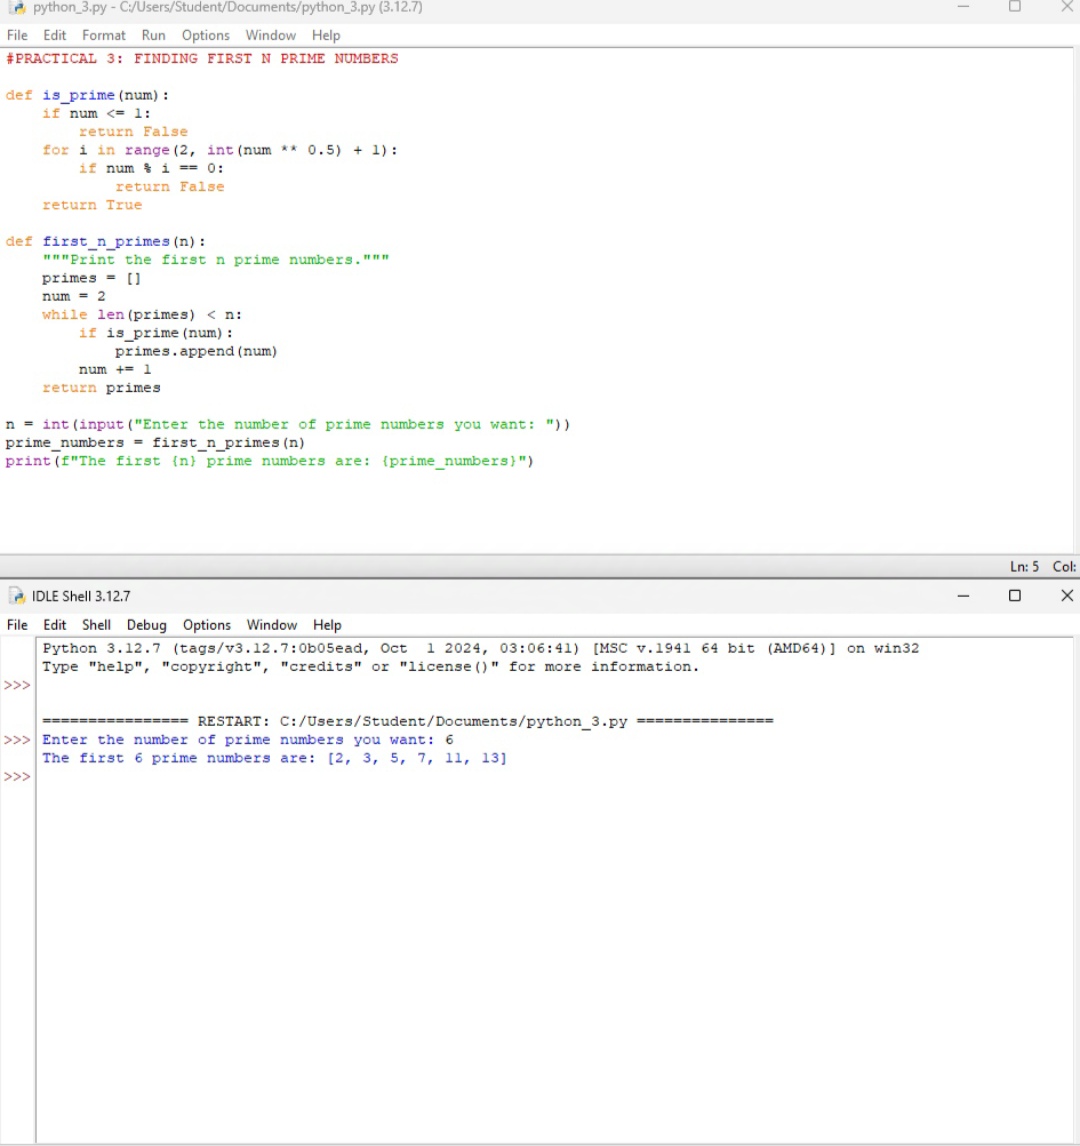 python_3.py - C:/Users/Student/Documents/python_3.py (3.12.7)
File Edit Format Run Options Window Help
#PRACTICAL 3: FINDING FIRST N PRIME NUMBERS

def is_prime(num):
    if num <= 1:
        return False
    for i in range(2, int(num ** 0.5) + 1):
        if num % i == 0:
            return False
    return True

def first_n_primes(n):
    """Print the first n prime numbers."""
    primes = []
    num = 2
    while len(primes) < n:
        if is_prime(num):
            primes.append(num)
        num += 1
    return primes

n = int(input("Enter the number of prime numbers you want: "))
prime_numbers = first_n_primes(n)
print(f"The first {n} prime numbers are: {prime_numbers}")
Ln: 5 Col:
IDLE Shell 3.12.7
File Edit Shell Debug Options Window Help
Python 3.12.7 (tags/v3.12.7:0b05ead, Oct  1 2024, 03:06:41) [MSC v.1941 64 bit (AMD64)] on win32
Type "help", "copyright", "credits" or "license()" for more information.
>>>
================ RESTART: C:/Users/Student/Documents/python_3.py ===============
>>> Enter the number of prime numbers you want: 6
The first 6 prime numbers are: [2, 3, 5, 7, 11, 13]
>>>